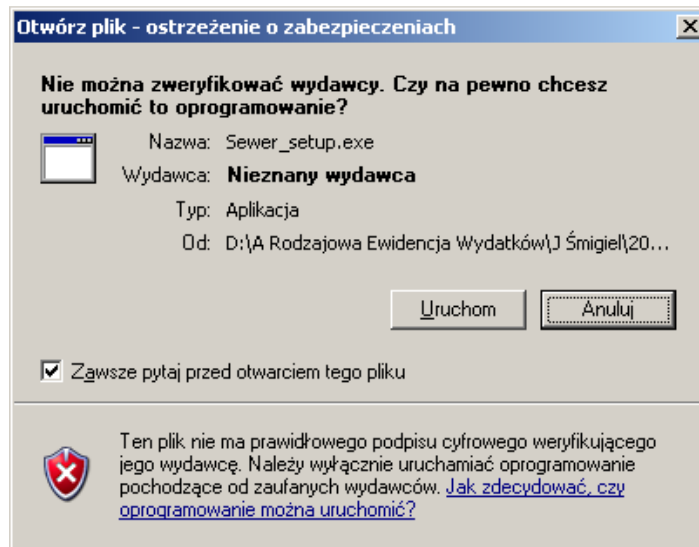 Otwórz plik - ostrzeżenie o zabezpieczeniach
Nie można zweryfikować wydawcy. Czy na pewno chcesz
uruchomić to oprogramowanie?
Nazwa: Sewer_setup.exe
Wydawca: Nieznany wydawca
Typ: Aplikacja
Od: D:\A Rodzajowa Ewidencja Wydatków\J Śmigiel\20...
Uruchom Anuluj
Zawsze pytaj przed otwarciem tego pliku
Ten plik nie ma prawidłowego podpisu cyfrowego weryfikującego
jego wydawcę. Należy wyłącznie uruchamiać oprogramowanie
pochodzące od zaufanych wydawców. Jak zdecydować, czy
oprogramowanie można uruchomić?